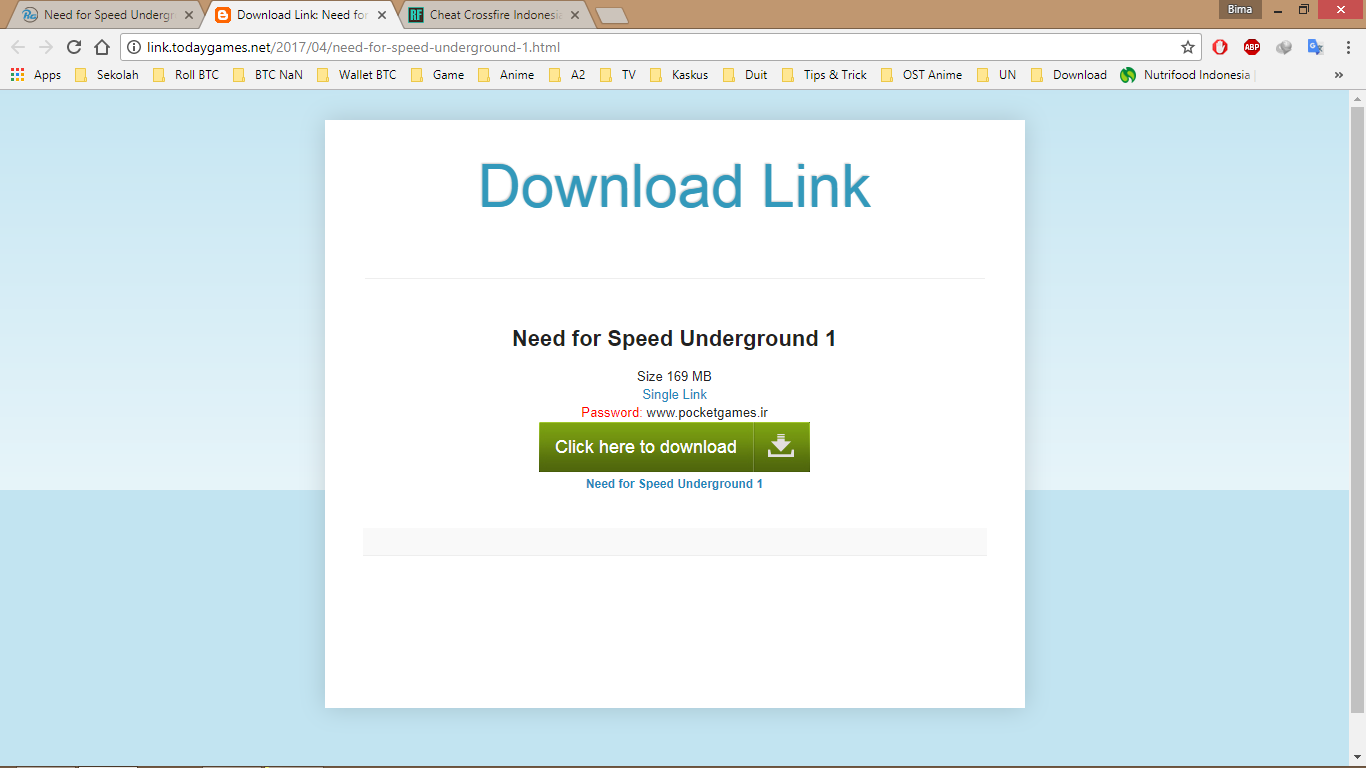 Need for Speed Undergr
Download Link: Need for
Cheat Crossfire Indonesia
Bima
link.todaygames.net/2017/04/need-for-speed-underground-1.html
ABP
Apps
Sekolah
Roll BTC
BTC NaN
Wallet BTC
Game
Anime
A2
TV
Kaskus
Duit
Tips & Trick
OST Anime
UN
Download
Nutrifood Indonesia
»
Download Link
Need for Speed Underground 1
Size 169 MB
Single Link
Password: www.pocketgames.ir
Click here to download
Need for Speed Underground 1